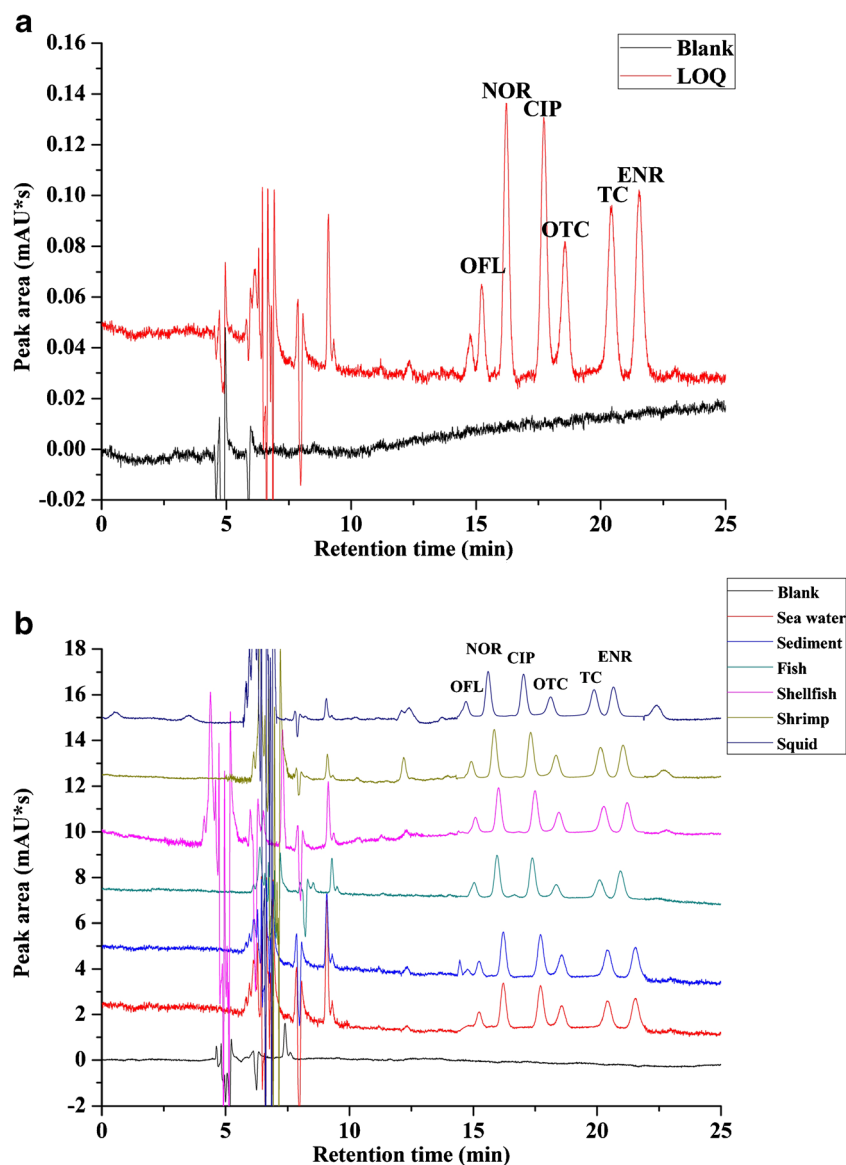 a
0.16
0.14
0.12
0.10
0.08
0.06
0.04
0.02
0.00
-0.02
Peak area (mAU*s)
Blank
LOQ
NOR
CIP
ENR
TC
OTC
OFL
0
5
10
15
20
25
Retention time (min)
b
18
16
14
12
10
8
6
4
2
0
-2
Peak area (mAU*s)
Blank
Sea water
Sediment
Fish
Shellfish
Shrimp
Squid
NOR
CIP
ENR
OFL
OTC
TC
0
5
10
15
20
25
Retention time (min)